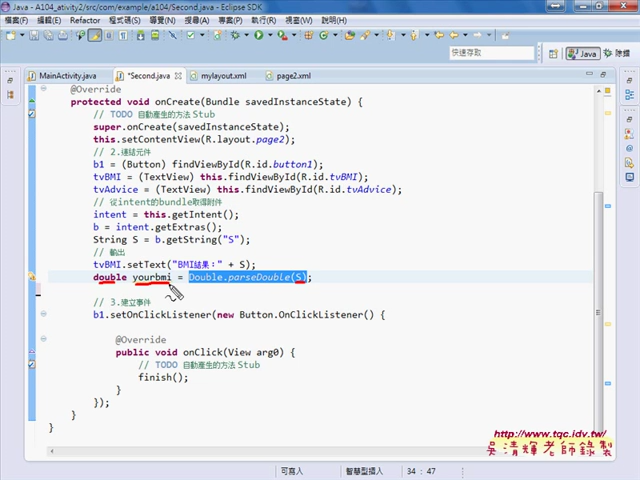 Java - A104_ativity2/src/com/example/a104/Second.java - Eclipse SDK
檔案(F) 編輯(E) Refactor 程式碼(S) 導覽(N) 搜尋(A) 專案(P) 執行(R) 視窗(W) 說明(H)
快速存取 Java 除錯
MainActivity.java *Second.java mylayout.xml page2.xml
@Override
protected void onCreate(Bundle savedInstanceState) {
// TODO 自動產生的方法 Stub
super.onCreate(savedInstanceState);
this.setContentView(R.layout.page2);
// 2.連結元件
b1 = (Button) findViewById(R.id.button1);
tvBMI = (TextView) this.findViewById(R.id.tvBMI);
tvAdvice = (TextView) this.findViewById(R.id.tvAdvice);
// 從intent的bundle取得附件
intent = this.getIntent();
b = intent.getExtras();
String S = b.getString("S");
// 輸出
tvBMI.setText("BMI結果：" + S);
double yourbmi = Double.parseDouble(S);
// 3.建立事件
b1.setOnClickListener(new Button.OnClickListener() {
@Override
public void onClick(View arg0) {
// TODO 自動產生的方法 Stub
finish();
}
});
}
}
http://www.tqc.idv.tw/
吳清輝老師錄製
可寫入 智慧型插入 34 : 47